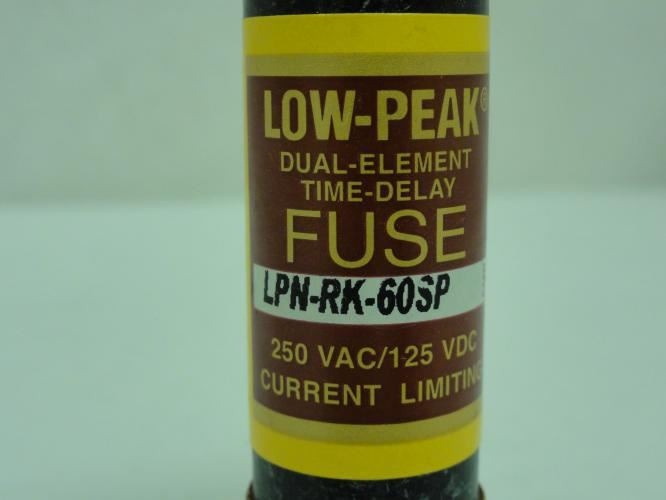 LOW-PEAK®
DUAL-ELEMENT
TIME-DELAY
FUSE
LPN-RK-60SP
250 VAC/125 VDC
CURRENT LIMITING